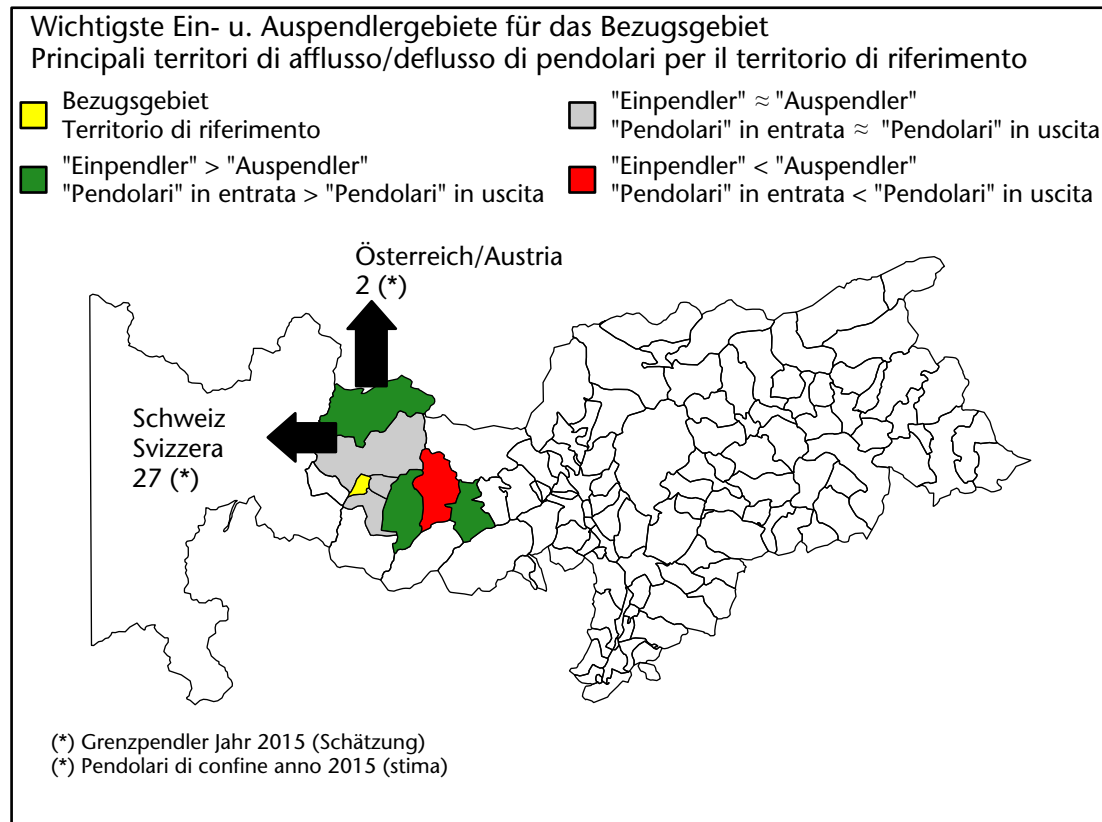 Wichtigste Ein- u. Auspendlergebiete für das Bezugsgebiet
Principali territori di afflusso/deflusso di pendolari per il territorio di riferimento
Bezugsgebiet
Territorio di riferimento
"Einpendler" > "Auspendler"
"Pendolari" in entrata > "Pendolari" in uscita
"Einpendler" ≈ "Auspendler"
"Pendolari" in entrata ≈ "Pendolari" in uscita
"Einpendler" < "Auspendler"
"Pendolari" in entrata < "Pendolari" in uscita
Österreich/Austria
2 (*)
Schweiz
Svizzera
27 (*)
(*) Grenzpendler Jahr 2015 (Schätzung)
(*) Pendolari di confine anno 2015 (stima)